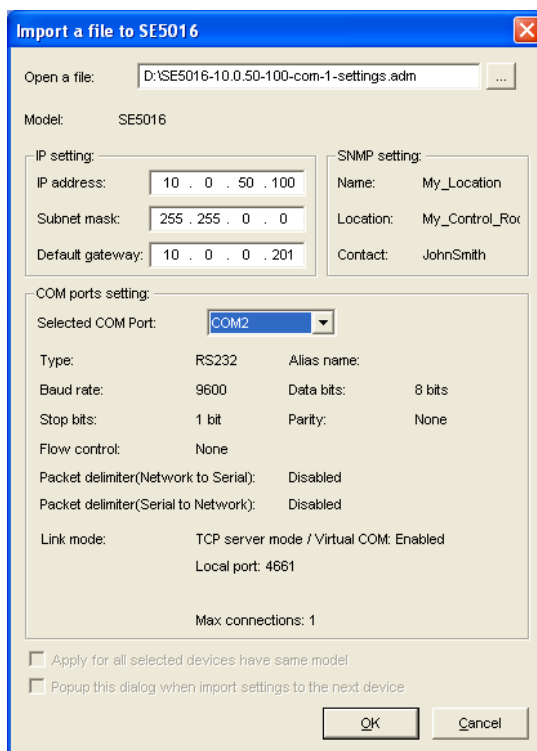 Import a file to SE5016
Open a file: D:\SE5016-10.0.50-100-com-1-settings.adm ...
Model: SE5016
IP setting:
IP address: 10 . 0 . 50 . 100
Subnet mask: 255 . 255 . 0 . 0
Default gateway: 10 . 0 . 0 . 201
SNMP setting:
Name: My_Location
Location: My_Control_Roo
Contact: JohnSmith
COM ports setting:
Selected COM Port: COM2
Type: RS232 Alias name:
Baud rate: 9600 Data bits: 8 bits
Stop bits: 1 bit Parity: None
Flow control: None
Packet delimiter(Network to Serial): Disabled
Packet delimiter(Serial to Network): Disabled
Link mode: TCP server mode / Virtual COM: Enabled
Local port: 4661
Max connections: 1
Apply for all selected devices have same model
Popup this dialog when import settings to the next device
OK Cancel